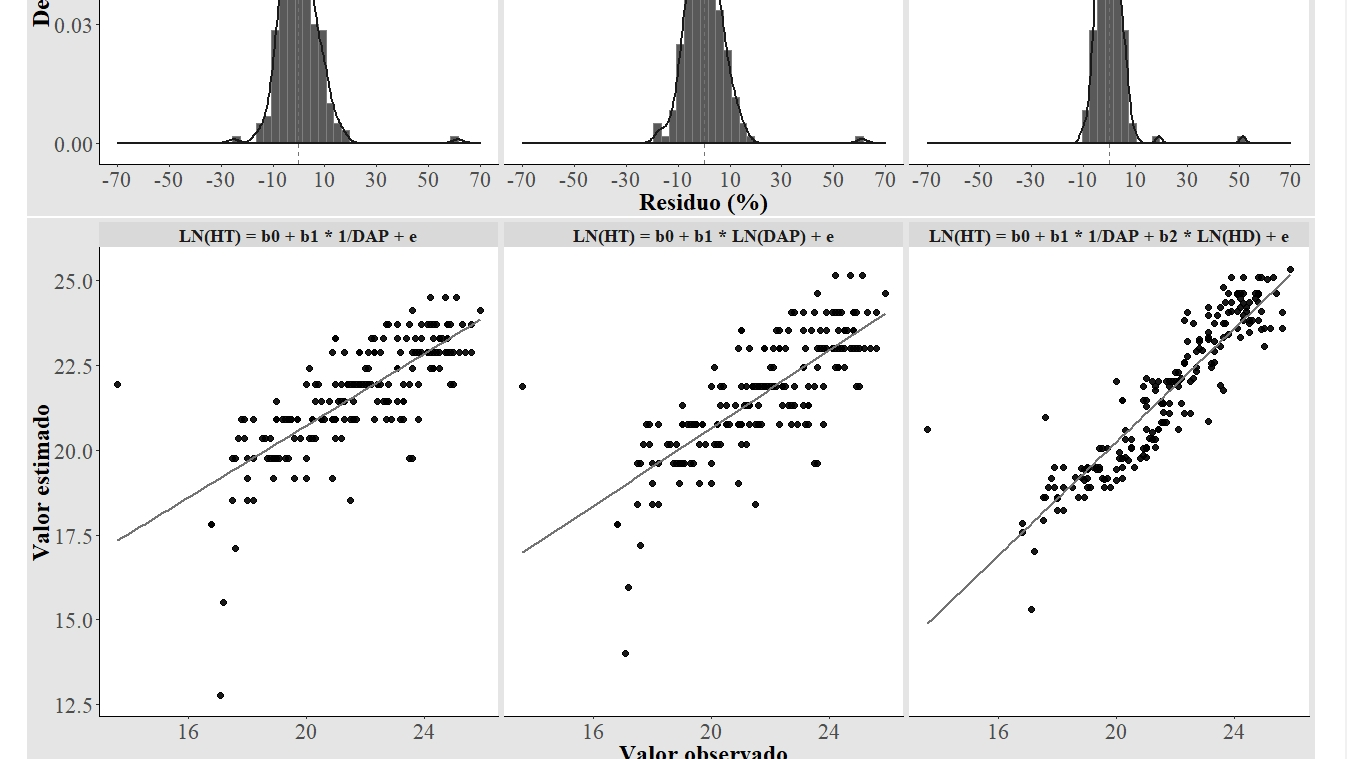 De
0.03
0.00
-70 -50 -30 -10 10 30 50 70 -70 -50 -30 -10 10 30 50 70 -70 -50 -30 -10 10 30 50 70
Residuo (%)
LN(HT) = b0 + b1 * 1/DAP + e
LN(HT) = b0 + b1 * LN(DAP) + e
LN(HT) = b0 + b1 * 1/DAP + b2 * LN(HD) + e
Valor estimado
25.0
22.5
20.0
17.5
15.0
12.5
16 20 24 16 20 24 16 20 24
Valor observado